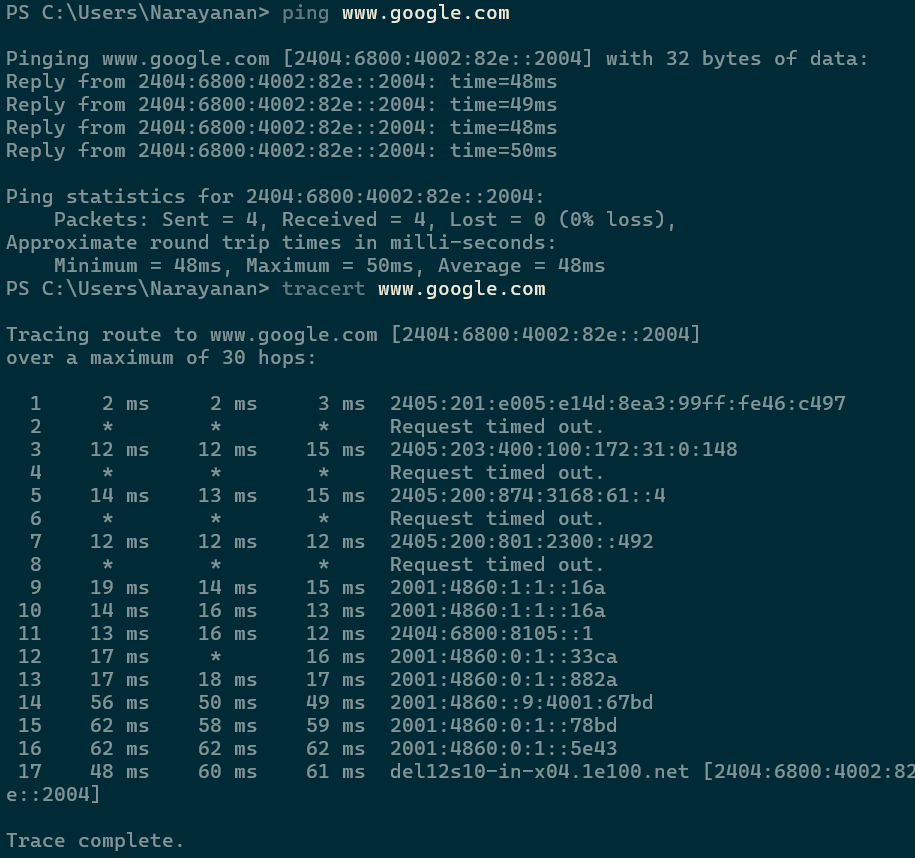 PS C:\Users\Narayanan> ping www.google.com
Pinging www.google.com [2404:6800:4002:82e::2004] with 32 bytes of data:
Reply from 2404:6800:4002:82e::2004: time=48ms
Reply from 2404:6800:4002:82e::2004: time=49ms
Reply from 2404:6800:4002:82e::2004: time=48ms
Reply from 2404:6800:4002:82e::2004: time=50ms
Ping statistics for 2404:6800:4002:82e::2004:
    Packets: Sent = 4, Received = 4, Lost = 0 (0% loss),
Approximate round trip times in milli-seconds:
    Minimum = 48ms, Maximum = 50ms, Average = 48ms
PS C:\Users\Narayanan> tracert www.google.com
Tracing route to www.google.com [2404:6800:4002:82e::2004]
over a maximum of 30 hops:
  1     2 ms     2 ms     3 ms  2405:201:e005:e14d:8ea3:99ff:fe46:c497
  2     *        *        *     Request timed out.
  3    12 ms    12 ms    15 ms  2405:203:400:100:172:31:0:148
  4     *        *        *     Request timed out.
  5    14 ms    13 ms    15 ms  2405:200:874:3168:61::4
  6     *        *        *     Request timed out.
  7    12 ms    12 ms    12 ms  2405:200:801:2300::492
  8     *        *        *     Request timed out.
  9    19 ms    14 ms    15 ms  2001:4860:1:1::16a
 10    14 ms    16 ms    13 ms  2001:4860:1:1::16a
 11    13 ms    16 ms    12 ms  2404:6800:8105::1
 12    17 ms     *       16 ms  2001:4860:0:1::33ca
 13    17 ms    18 ms    17 ms  2001:4860:0:1::882a
 14    56 ms    50 ms    49 ms  2001:4860::9:4001:67bd
 15    62 ms    58 ms    59 ms  2001:4860:0:1::78bd
 16    62 ms    62 ms    62 ms  2001:4860:0:1::5e43
 17    48 ms    60 ms    61 ms  del12s10-in-x04.1e100.net [2404:6800:4002:82
e::2004]
Trace complete.